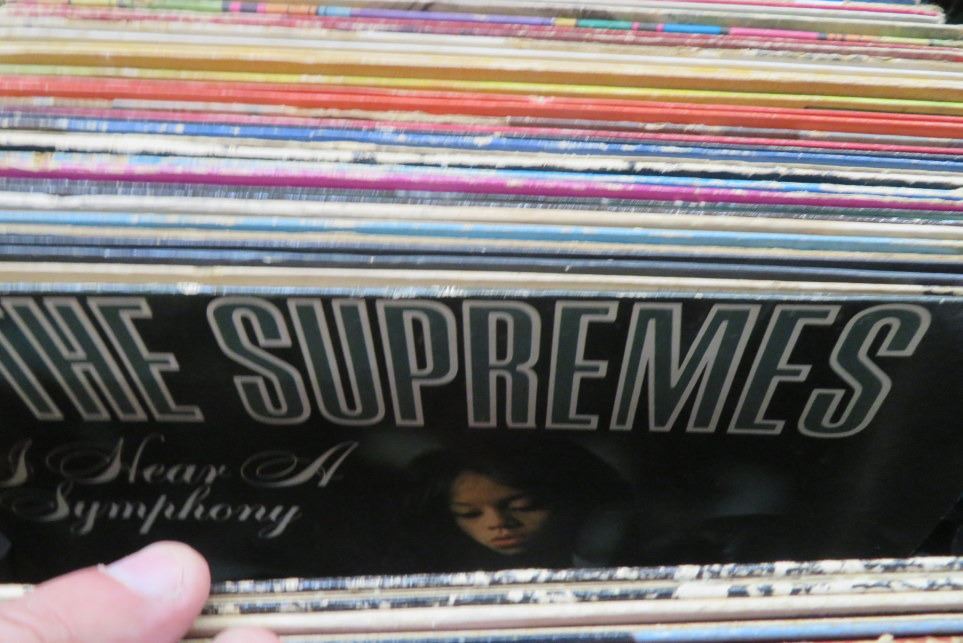 THE SUPREMES
I Hear A
Symphony